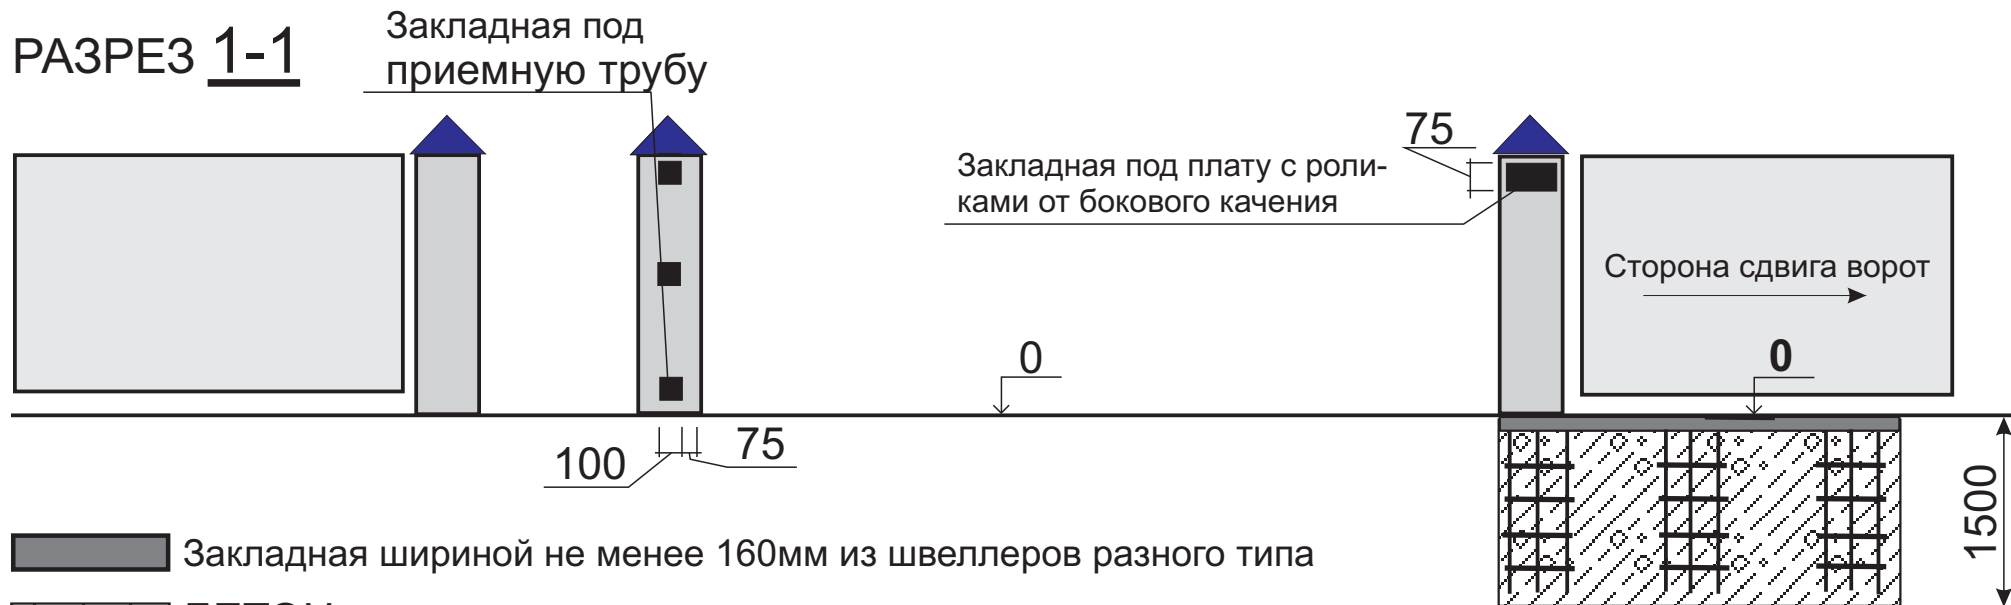 РАЗРЕЗ 1-1
Закладная под
приемную трубу
75
Закладная под плату с роли-
ками от бокового качения
Сторона сдвига ворот
0
0
100
75
1500
Закладная шириной не менее 160мм из швеллеров разного типа